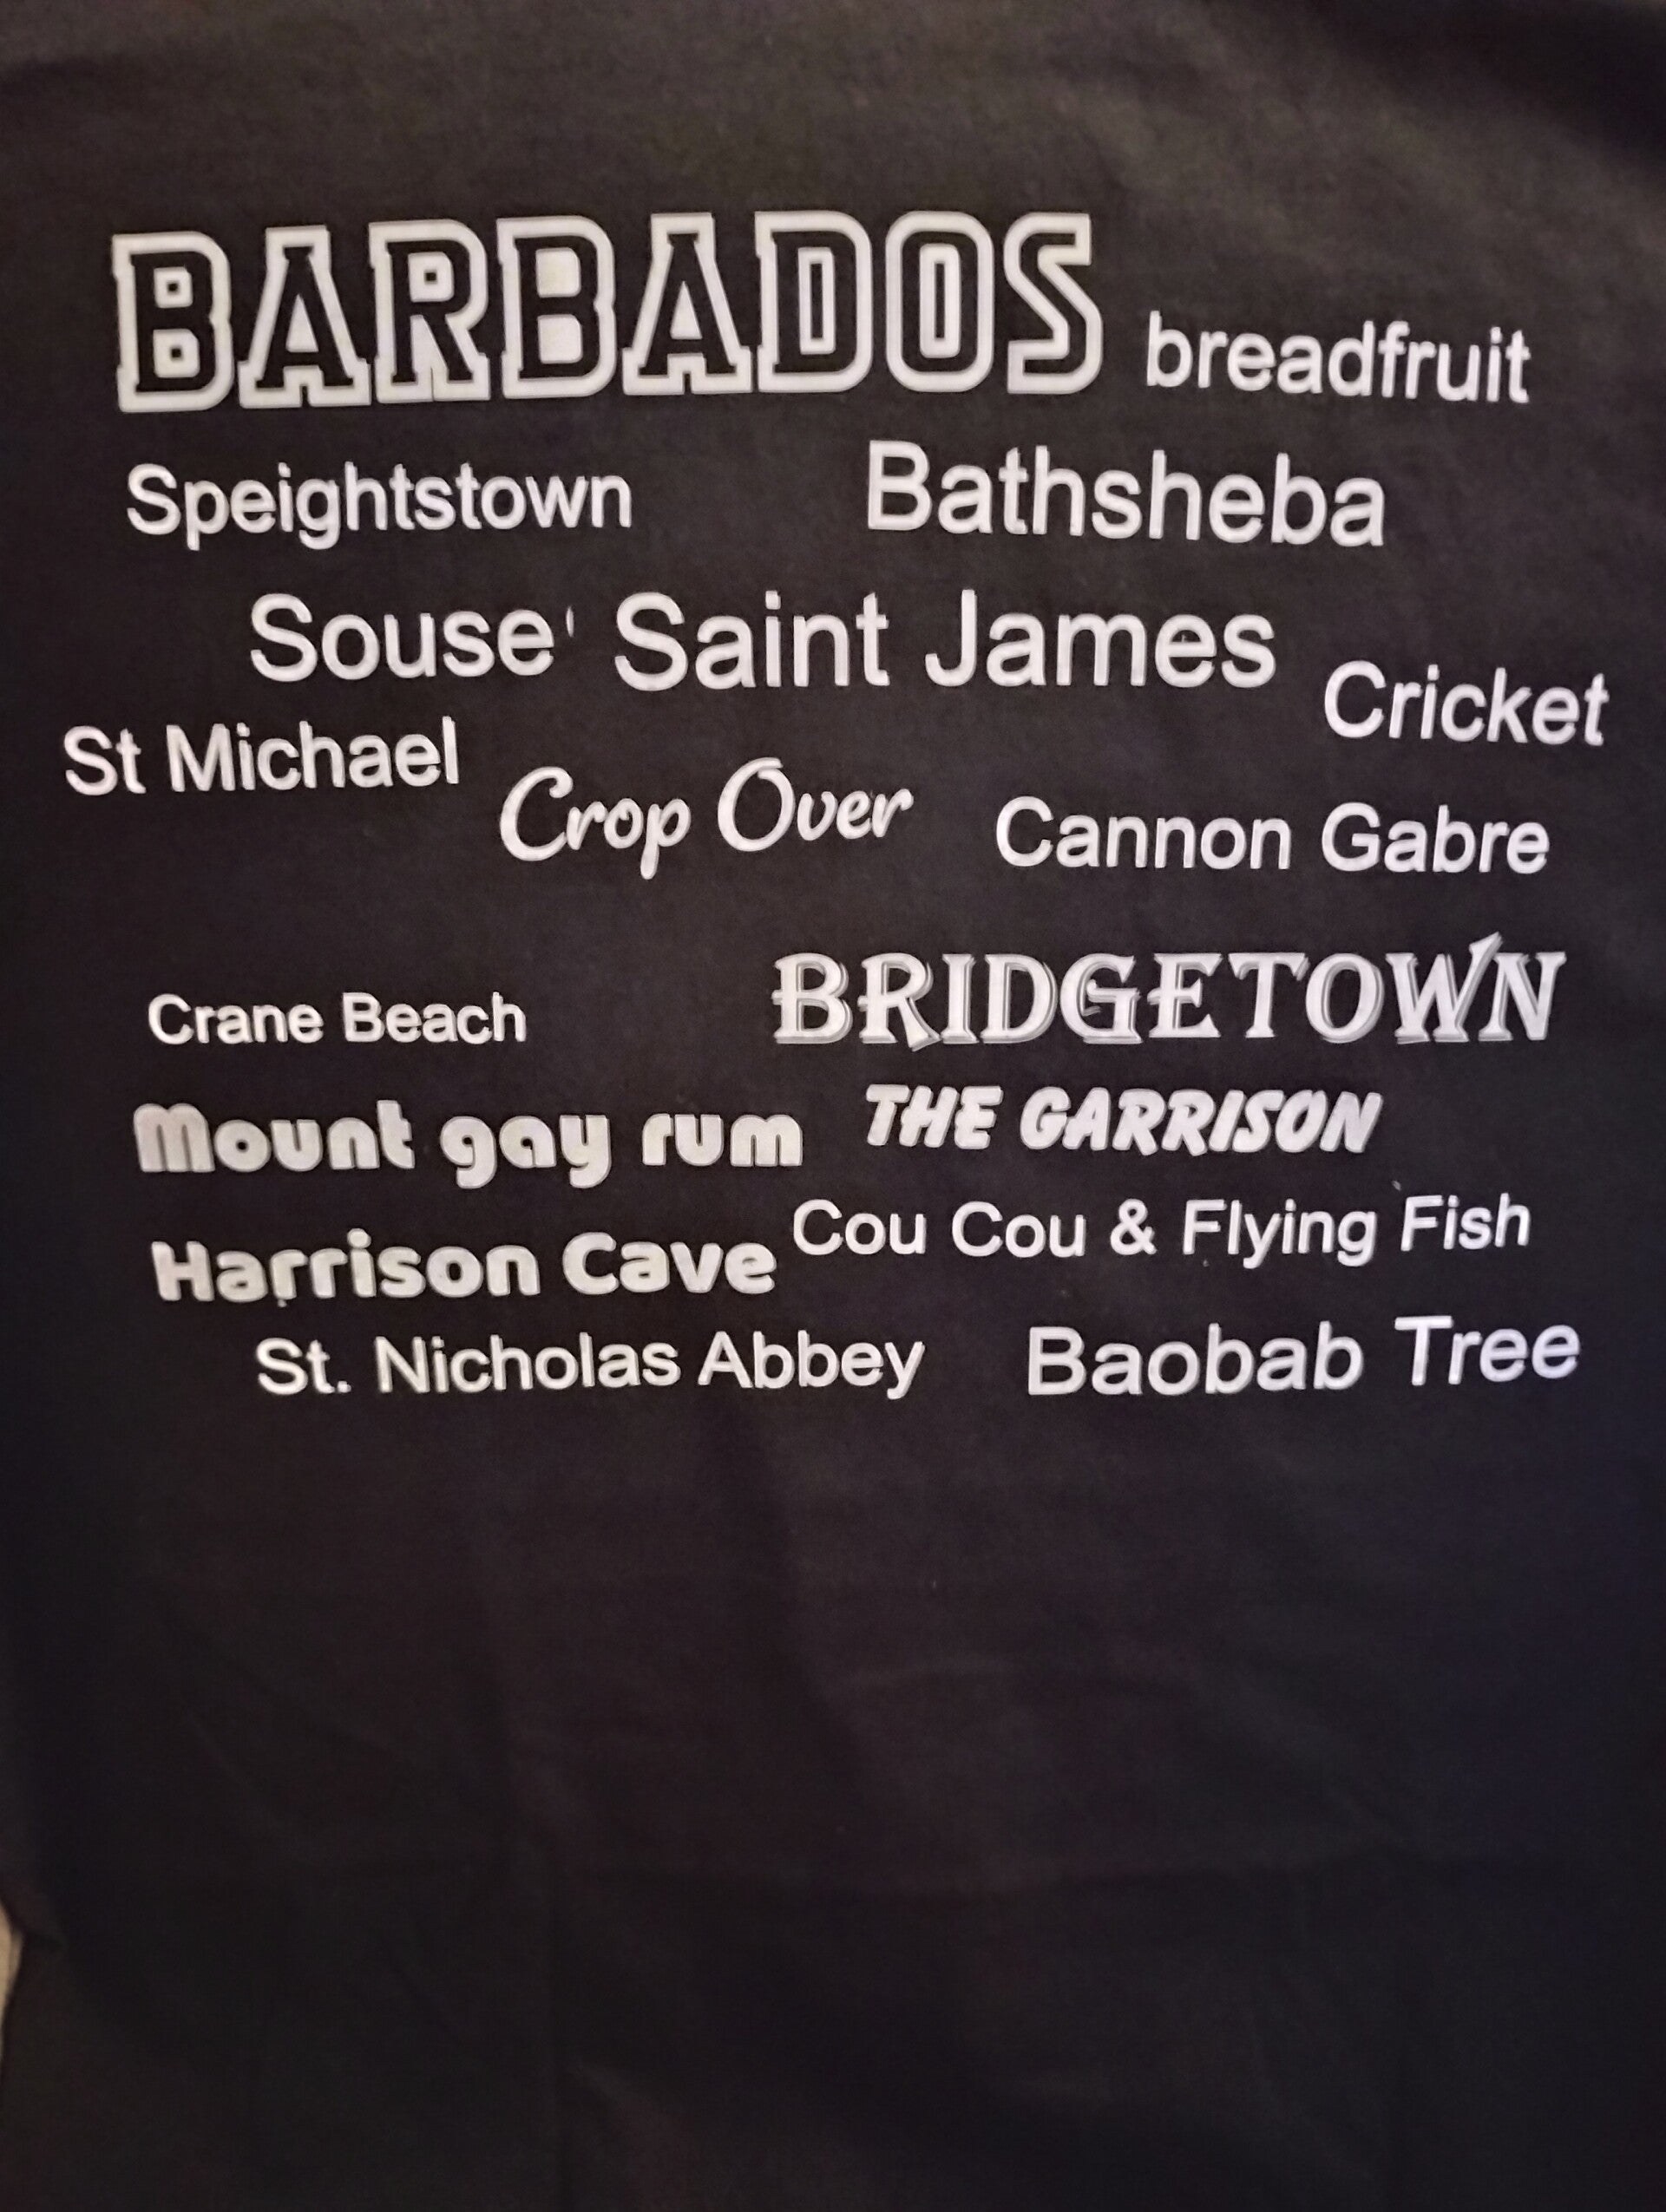 BARBADOS breadfruit
Speightstown Bathsheba
Souse' Saint James Cricket
St Michael Crop Over Cannon Gabre
Crane Beach BRIDGETOWN
Mount gay rum THE GARRISON
Harrison Cave Cou Cou & Flying Fish
St. Nicholas Abbey Baobab Tree